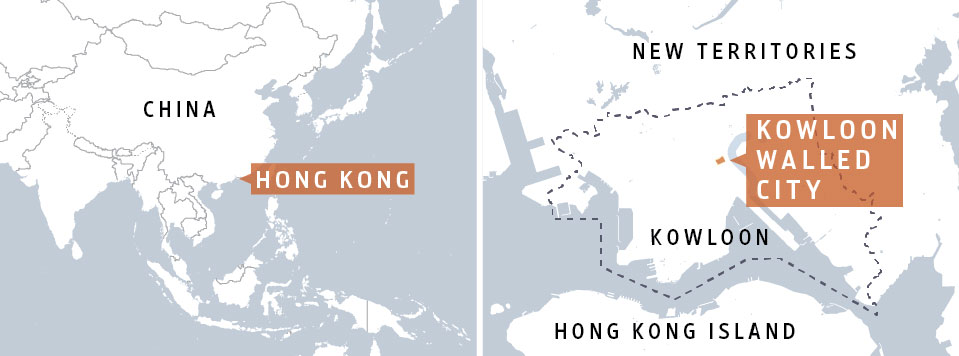 CHINA
HONG KONG
NEW TERRITORIES
KOWLOON
WALLED
CITY
KOWLOON
HONG KONG ISLAND